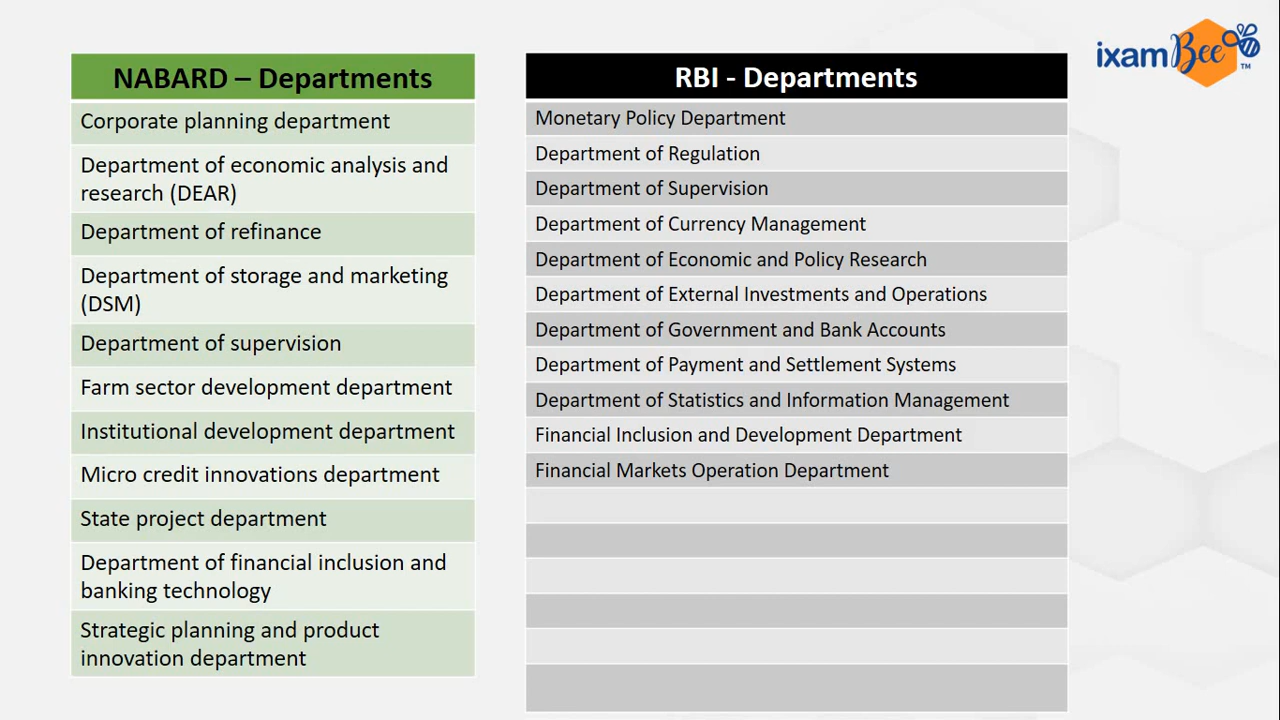 ixamBee™
NABARD – Departments
Corporate planning department
Department of economic analysis and
research (DEAR)
Department of refinance
Department of storage and marketing
(DSM)
Department of supervision
Farm sector development department
Institutional development department
Micro credit innovations department
State project department
Department of financial inclusion and
banking technology
Strategic planning and product
innovation department
RBI - Departments
Monetary Policy Department
Department of Regulation
Department of Supervision
Department of Currency Management
Department of Economic and Policy Research
Department of External Investments and Operations
Department of Government and Bank Accounts
Department of Payment and Settlement Systems
Department of Statistics and Information Management
Financial Inclusion and Development Department
Financial Markets Operation Department